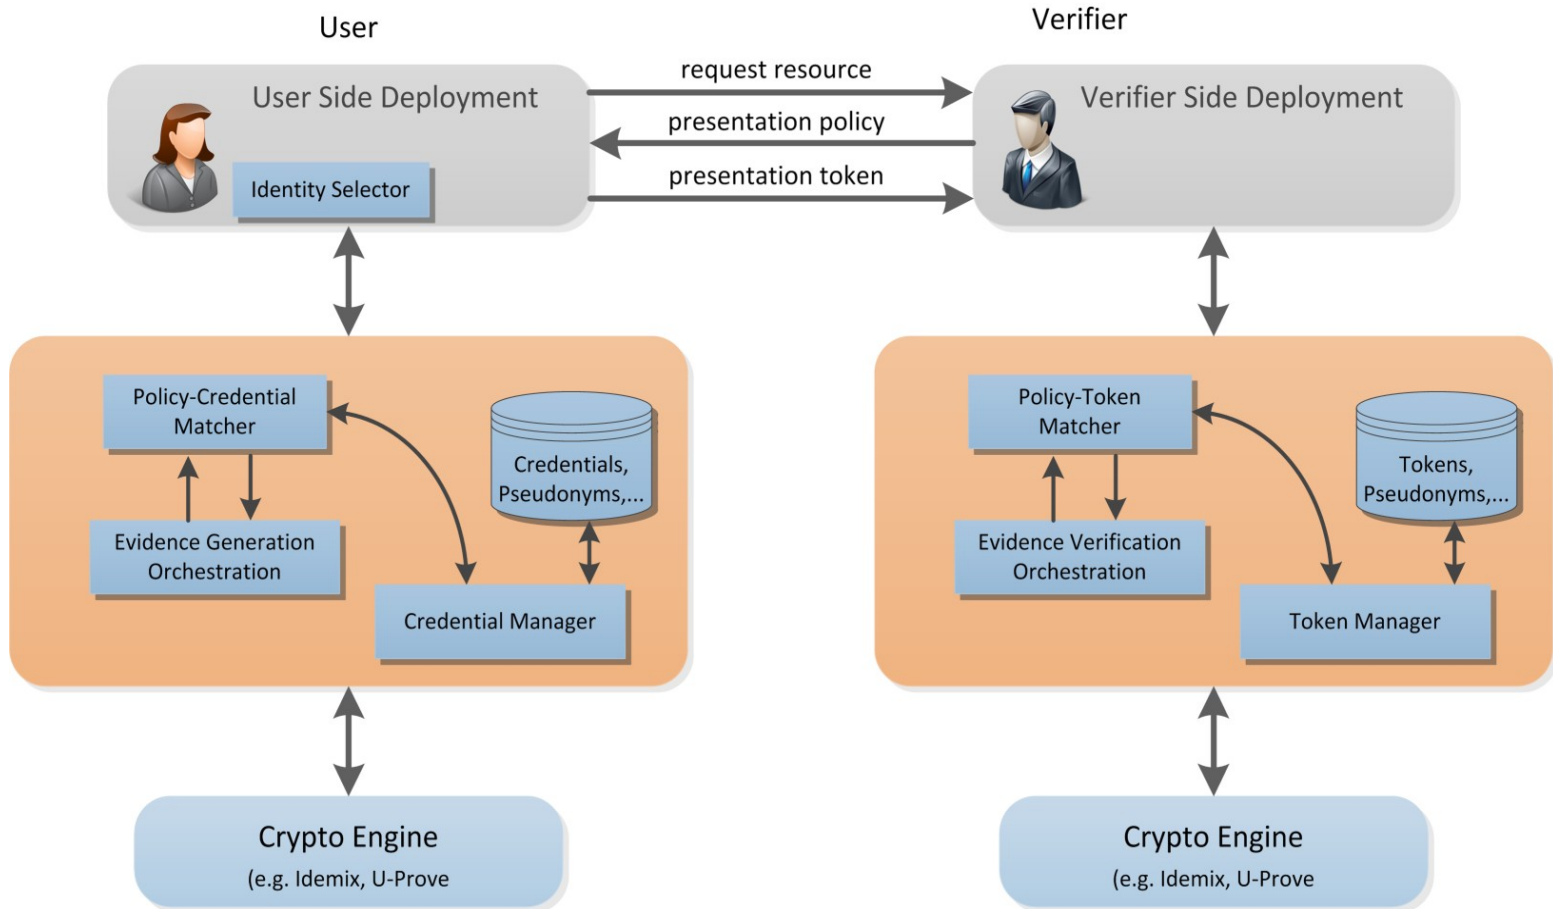 User
Verifier
User Side Deployment
request resource
Verifier Side Deployment
presentation policy
presentation token
Identity Selector
Policy-Credential
Matcher
Credentials,
Pseudonyms,...
Evidence Generation
Orchestration
Credential Manager
Policy-Token
Matcher
Tokens,
Pseudonyms,...
Evidence Verification
Orchestration
Token Manager
Crypto Engine
(e.g. Idemix, U-Prove
Crypto Engine
(e.g. Idemix, U-Prove